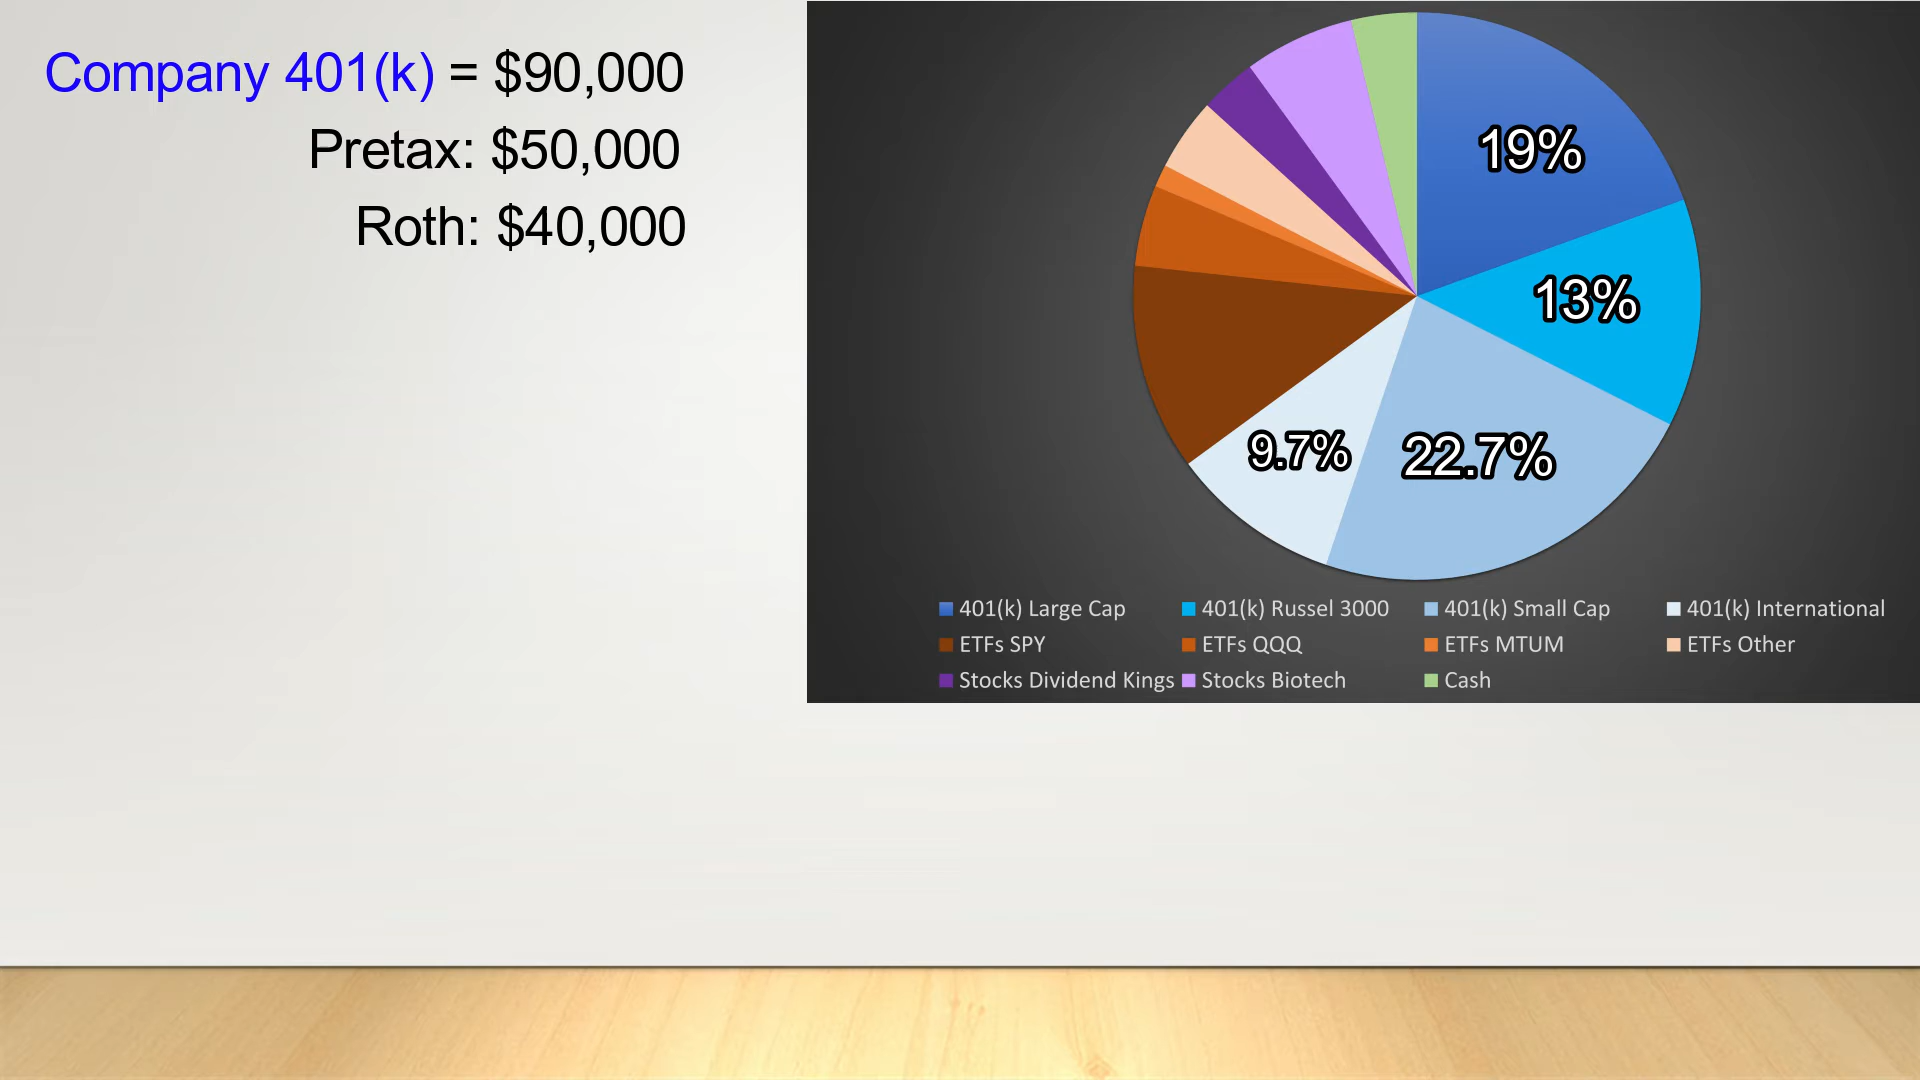 Company 401(k) = $90,000
Pretax: $50,000
Roth: $40,000
19%
13%
22.7%
9.7%
401(k) Large Cap
401(k) Russel 3000
401(k) Small Cap
401(k) International
ETFs SPY
ETFs QQQ
ETFs MTUM
ETFs Other
Stocks Dividend Kings
Stocks Biotech
Cash